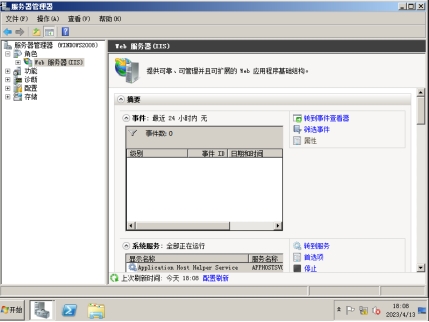 服务器管理器
文件(F) 操作(A) 查看(V) 帮助(H)
服务器管理器 (WINDOWS2008)
角色
Web 服务器(IIS)
功能
诊断
配置
存储
Web 服务器(IIS)
提供可靠、可管理并且可扩展的 Web 应用程序基础结构。
摘要
事件: 最近 24 小时内 无
事件数: 0
级别 事件 ID 日期和时间
转到事件查看器
筛选事件
属性
系统服务: 全部正在运行
显示名称 服务名称
Application Host Helper Service APPHOSTSVC
转到服务
首选项
停止
上次刷新时间: 今天 18:08 配置刷新
开始
18:08
2023/4/13